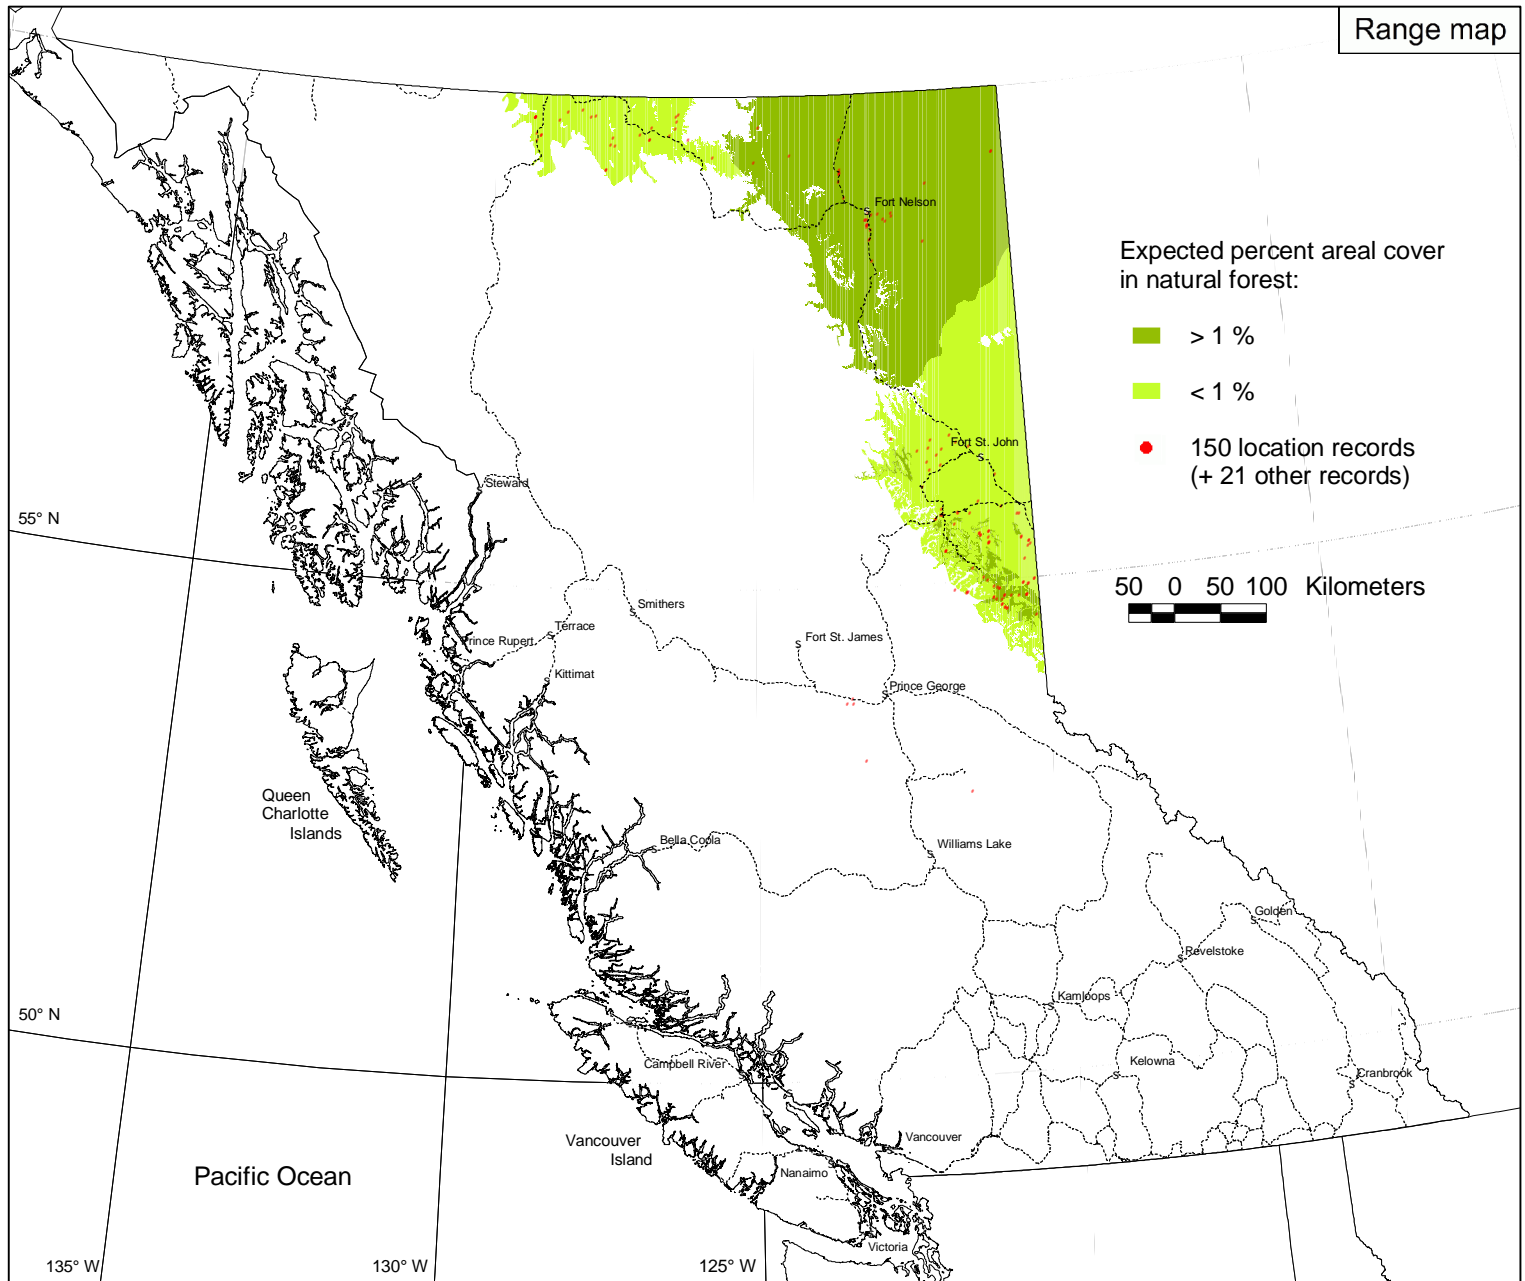 Range map
Fort Nelson
Expected percent areal cover
in natural forest:
> 1 %
< 1 %
150 location records
(+ 21 other records)
Fort St. John
Steward
55° N
50 0 50 100 Kilometers
Smithers
Terrace
Prince Rupert
Fort St. James
Kittimat
Prince George
Queen
Charlotte
Islands
Bella Coola
Williams Lake
Golden
Revelstoke
Kamloops
50° N
Campbell River
Kelowna
Cranbrook
Vancouver
Island
Vancouver
Nanaimo
Pacific Ocean
Victoria
135° W
130° W
125° W